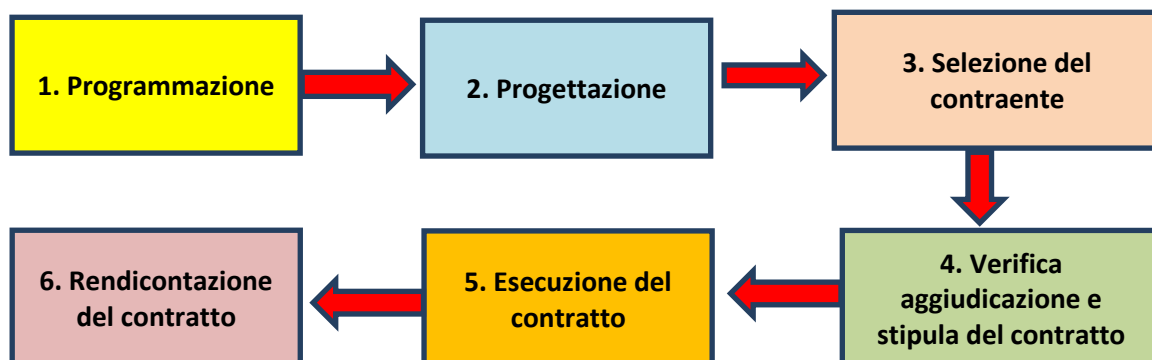 1. Programmazione
2. Progettazione
3. Selezione del
contraente
4. Verifica
aggiudicazione e
stipula del contratto
5. Esecuzione del
contratto
6. Rendicontazione
del contratto